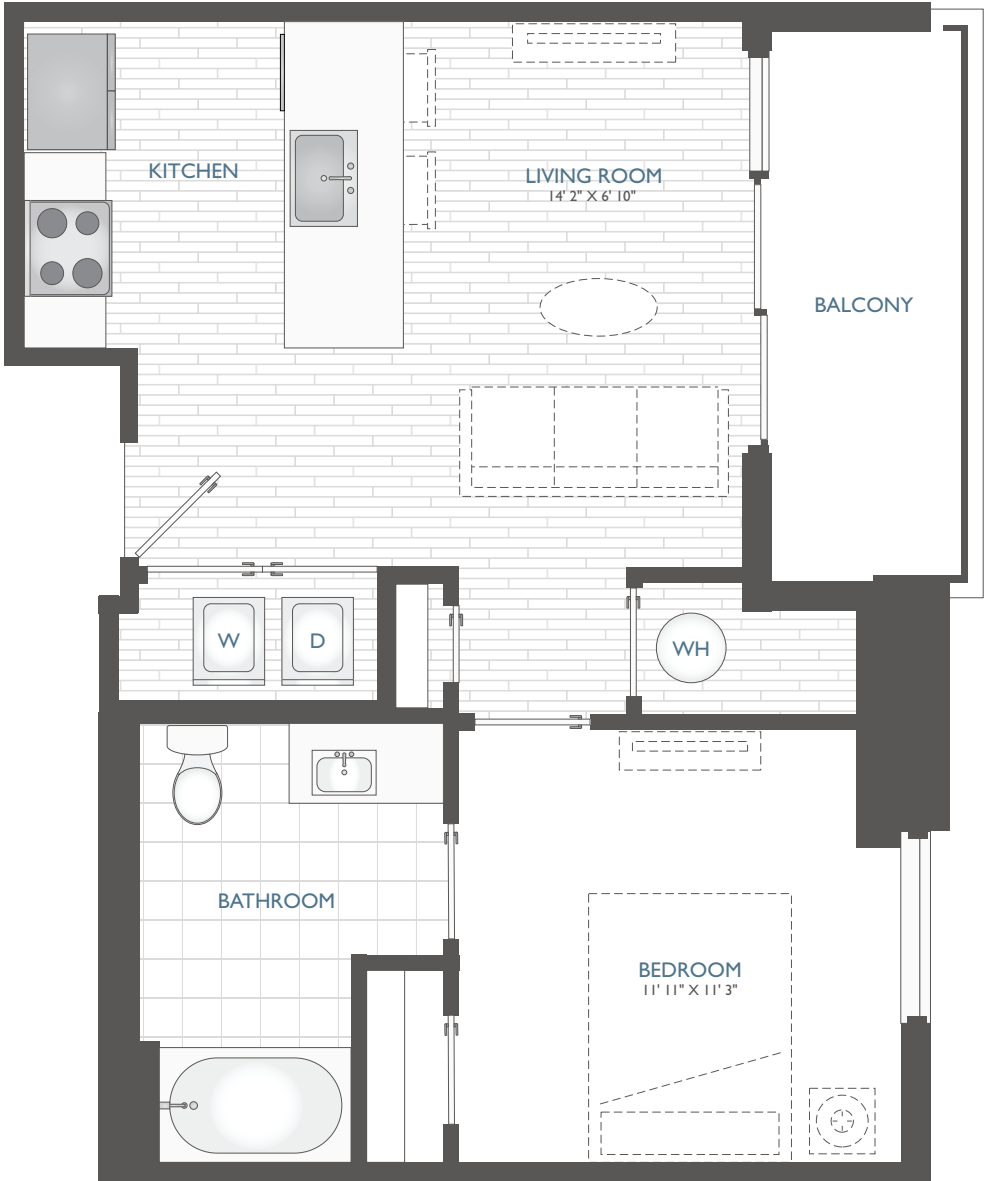 KITCHEN
LIVING ROOM
14' 2" X 6' 10"
BALCONY
W
D
WH
BATHROOM
BEDROOM
11' 11" X 11' 3"